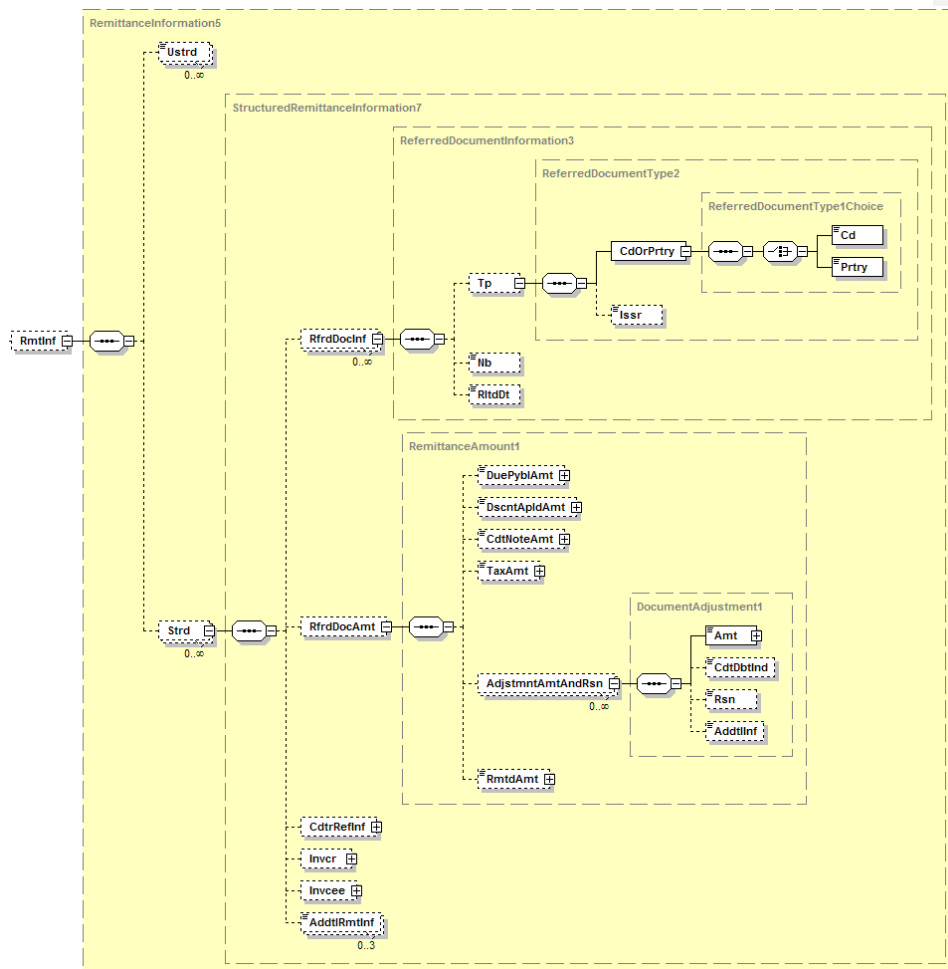 RemittanceInformation5
Ustrd
0..∞
StructuredRemittanceInformation7
ReferredDocumentInformation3
ReferredDocumentType2
ReferredDocumentType1Choice
Cd
CdOrPrtry
Prtry
Tp
Issr
RmtInf
RfrdDocInf
0..∞
Nb
RltdDt
RemittanceAmount1
DuePyblAmt
DscntApldAmt
CdtNoteAmt
TaxAmt
DocumentAdjustment1
Strd
0..∞
RfrdDocAmt
Amt
CdtDbtInd
AdjstmntAmtAndRsn
0..∞
Rsn
AddtlInf
RmtdAmt
CdtrRefInf
Invcr
Invcee
AddtlRmtInf
0..3